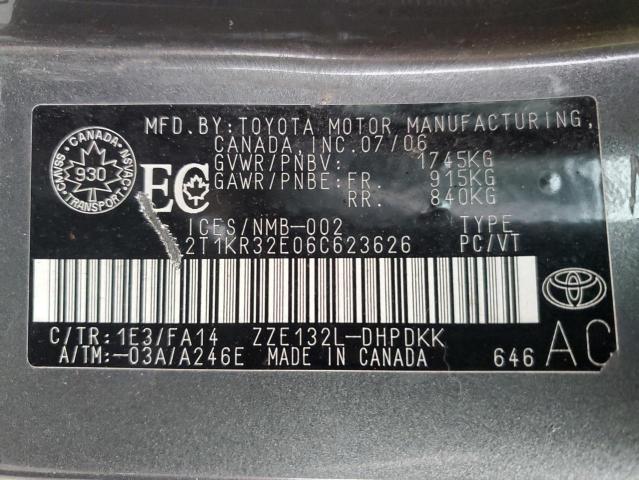 MFD.BY:TOYOTA MOTOR MANUFACTURING,
CANADA, INC.07/06
GVWR/PNBV: 1745KG
GAWR/PNBE:FR. 915KG
RR. 840KG
CANADA
CMVSS NSVAC
930
TRANSPORT
EC
ICES/NMB-002 TYPE
2T1KR32E06C623626 PC/VT
C/TR:1E3/FA14 ZZE132L-DHPDKK
A/TM:-03A/A246E MADE IN CANADA 646
AC